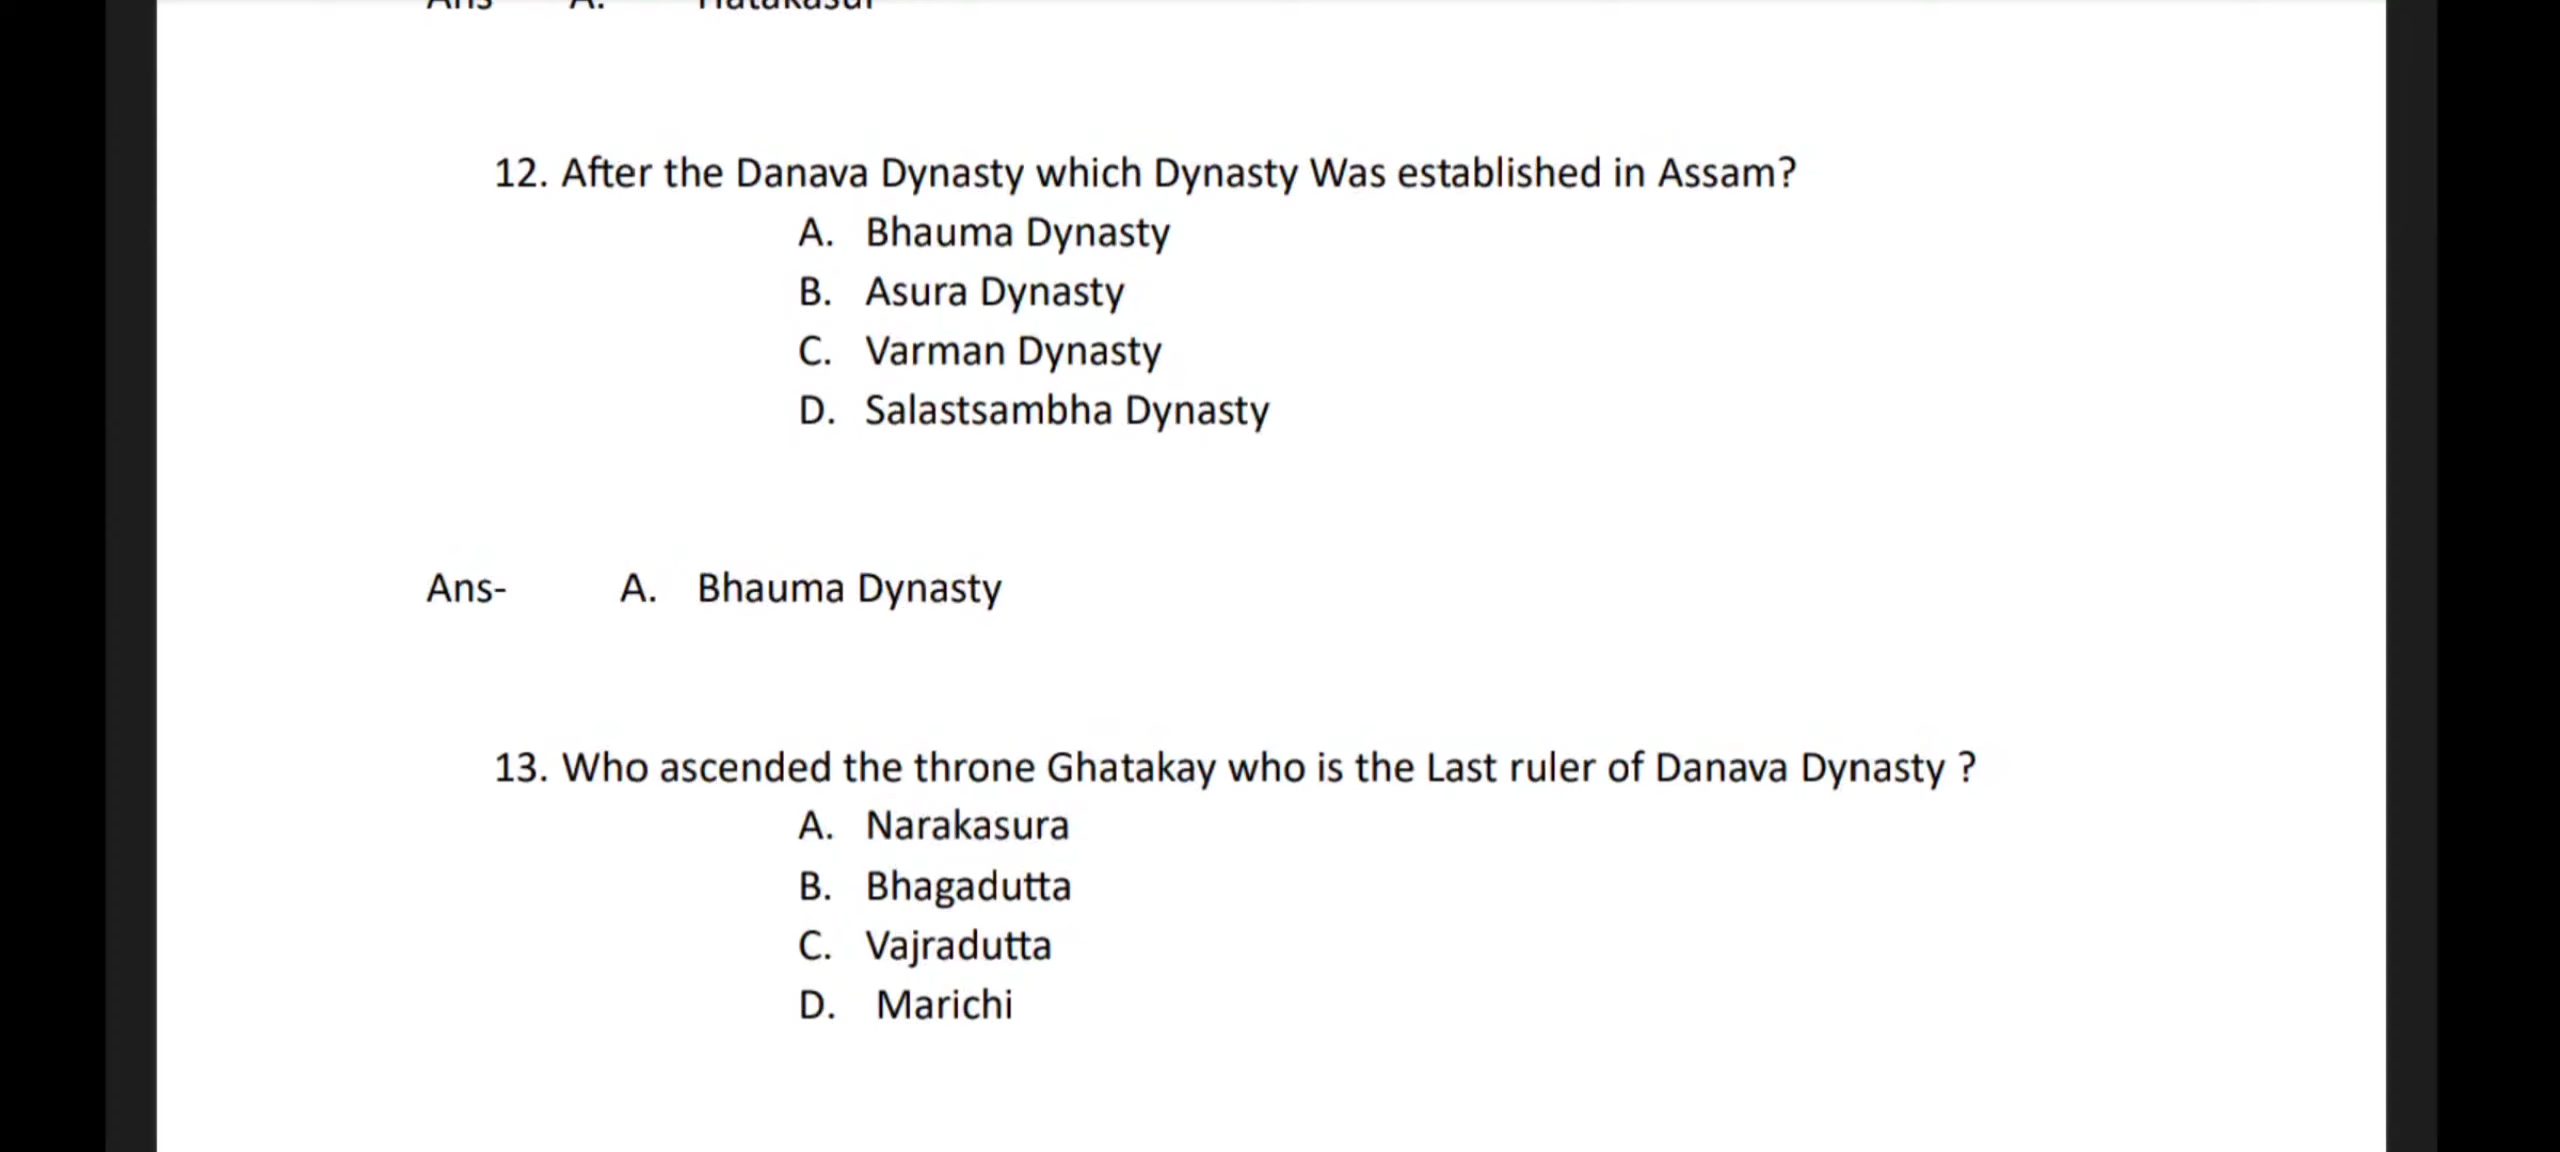 12. After the Danava Dynasty which Dynasty Was established in Assam?
A. Bhauma Dynasty
B. Asura Dynasty
C. Varman Dynasty
D. Salastsambha Dynasty
Ans- A. Bhauma Dynasty
13. Who ascended the throne Ghatakay who is the Last ruler of Danava Dynasty ?
A. Narakasura
B. Bhagadutta
C. Vajradutta
D. Marichi